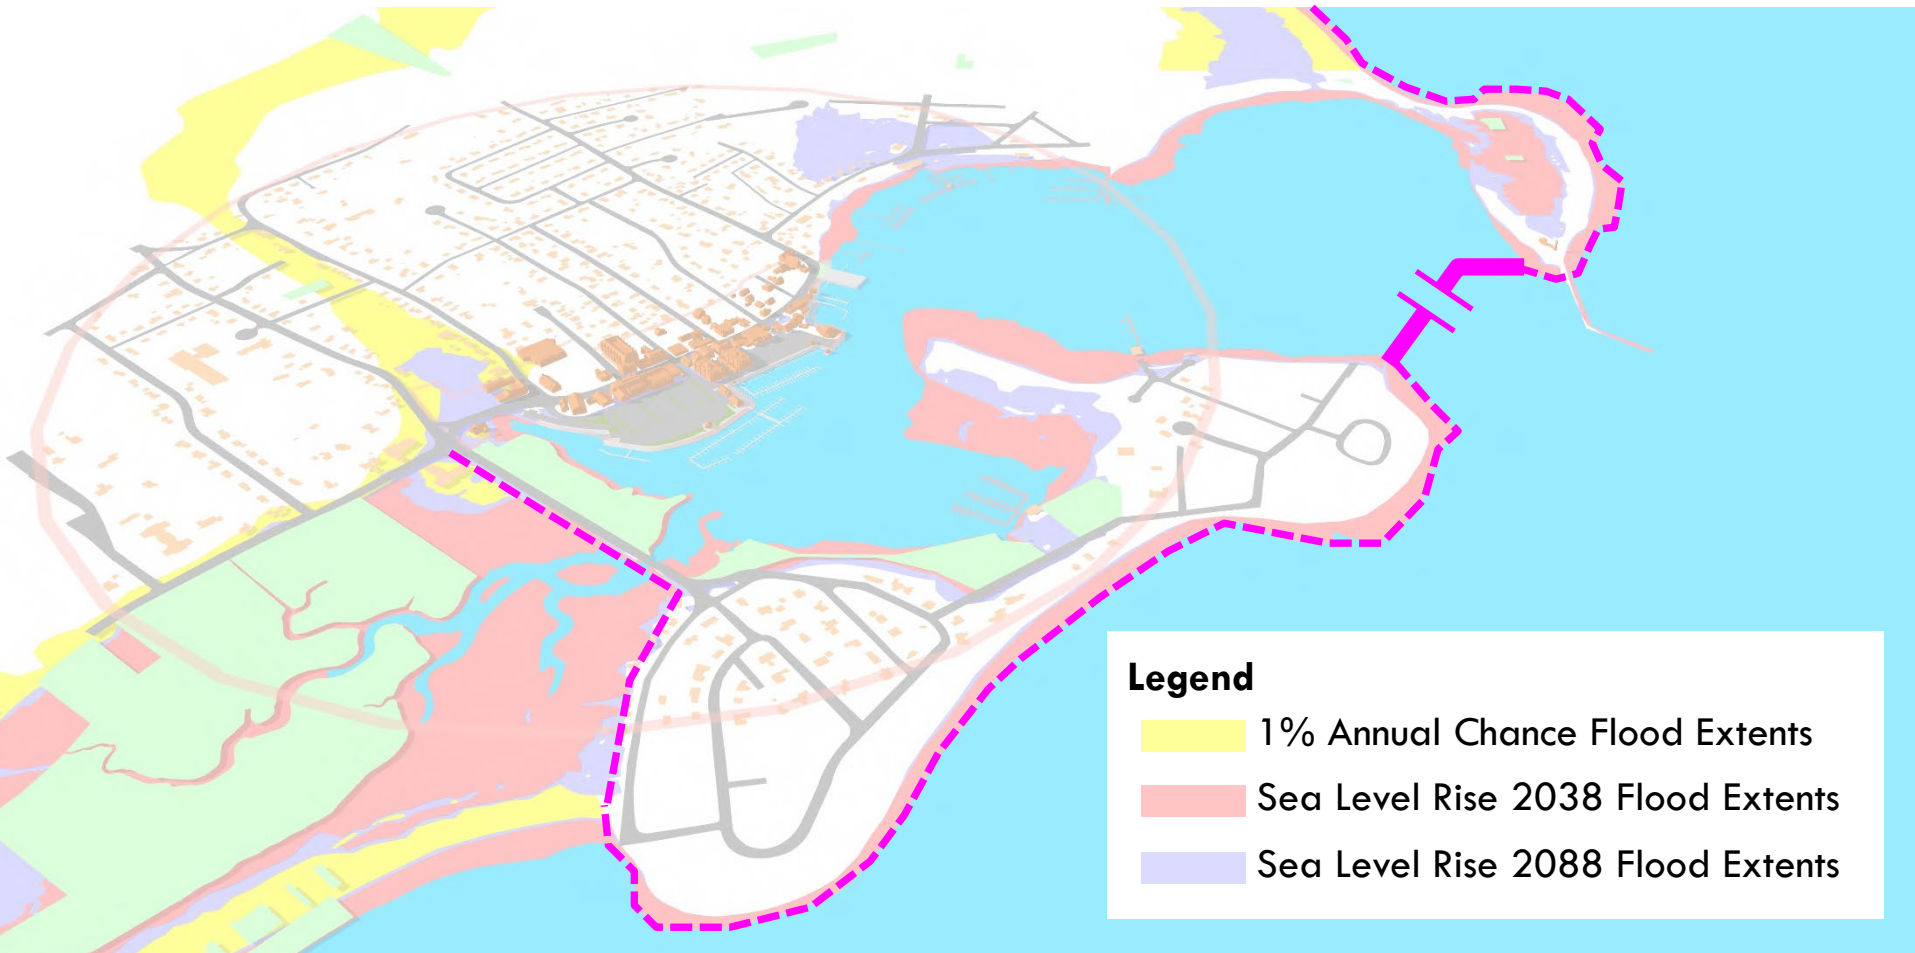 Legend
1% Annual Chance Flood Extents
Sea Level Rise 2038 Flood Extents
Sea Level Rise 2088 Flood Extents